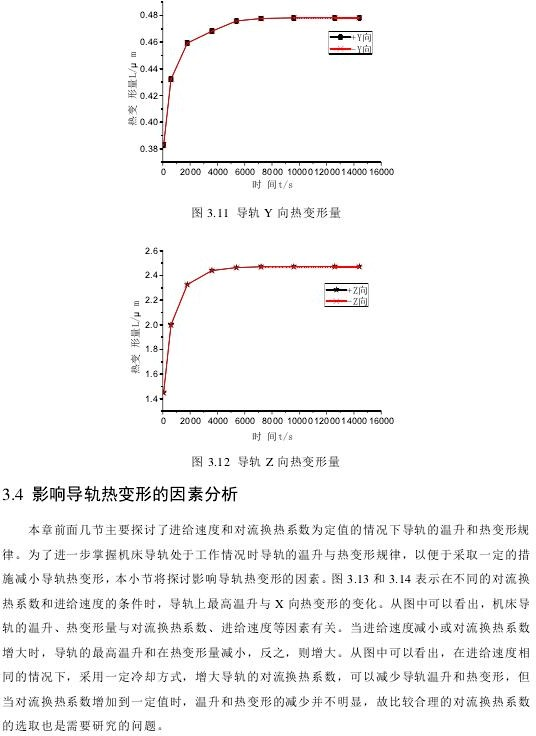 0.48
0.46
0.44
0.42
0.40
0.38
热变 形量L/μ m
+Y向
-Y向
0 2000 4000 6000 8000 10000 12000 14000 16000
时 间t/s
图 3.11 导轨 Y 向热变形量
2.6
2.4
2.2
2.0
1.8
1.6
1.4
热变 形量L/μ m
+Z向
-Z向
0 2000 4000 6000 8000 10000 12000 14000 16000
时 间t/s
图 3.12 导轨 Z 向热变形量
3.4 影响导轨热变形的因素分析
本章前面几节主要探讨了进给速度和对流换热系数为定值的情况下导轨的温升和热变形规
律。为了进一步掌握机床导轨处于工作情况时导轨的温升与热变形规律，以便于采取一定的措
施减小导轨热变形，本小节将探讨影响导轨热变形的因素。图 3.13 和 3.14 表示在不同的对流换
热系数和进给速度的条件时，导轨上最高温升与 X 向热变形的变化。从图中可以看出，机床导
轨的温升、热变形量与对流换热系数、进给速度等因素有关。当进给速度减小或对流换热系数
增大时，导轨的最高温升和在热变形量减小，反之，则增大。从图中可以看出，在进给速度相
同的情况下，采用一定冷却方式，增大导轨的对流换热系数，可以减少导轨温升和热变形，但
当对流换热系数增加到一定值时，温升和热变形的减少并不明显，故比较合理的对流换热系数
的选取也是需要研究的问题。